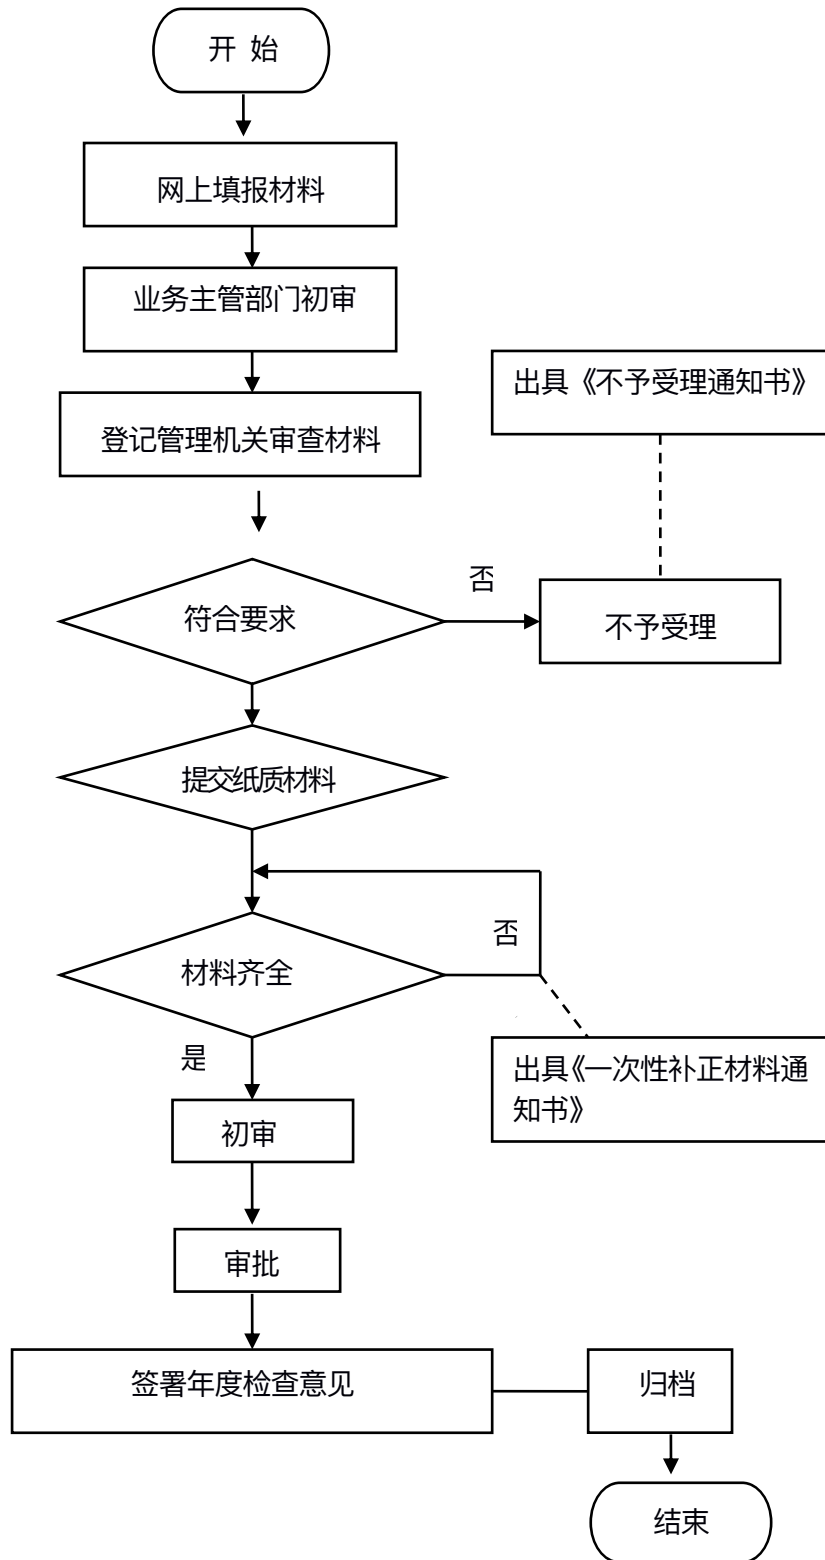 开 始
网上填报材料
业务主管部门初审
出具《不予受理通知书》
登记管理机关审查材料
否
符合要求
不予受理
提交纸质材料
否
材料齐全
是
出具《一次性补正材料通
知书》
初审
审批
签署年度检查意见
归档
结束